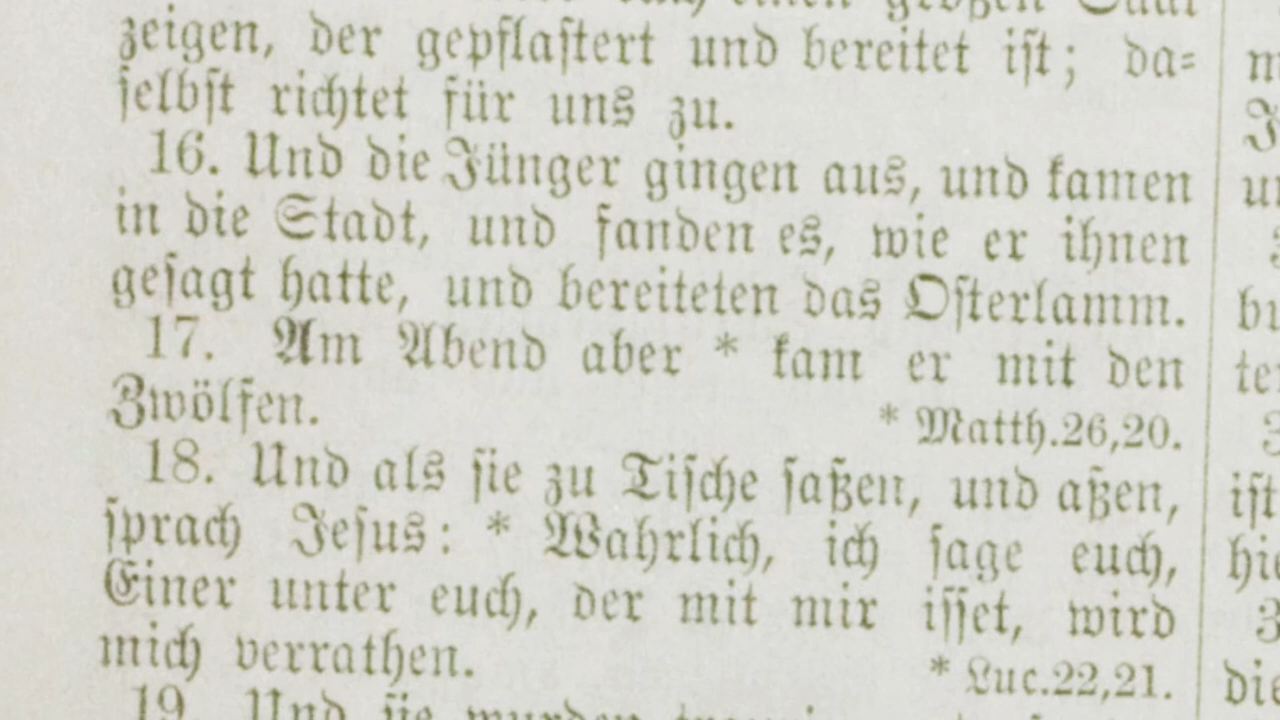 zeigen, der gepflastert und bereitet ist; da=
selbst richtet für uns zu.
16. Und die Jünger gingen aus, und kamen
in die Stadt, und fanden es, wie er ihnen
gesagt hatte, und bereiteten das Osterlamm.
17. Am Abend aber * kam er mit den
Zwölfen. * Matth.26,20.
18. Und als sie zu Tische saßen, und aßen,
sprach Jesus: * Wahrlich, ich sage euch,
Einer unter euch, der mit mir isset, wird
mich verrathen. * Luc.22,21.
19. Und sie wurden